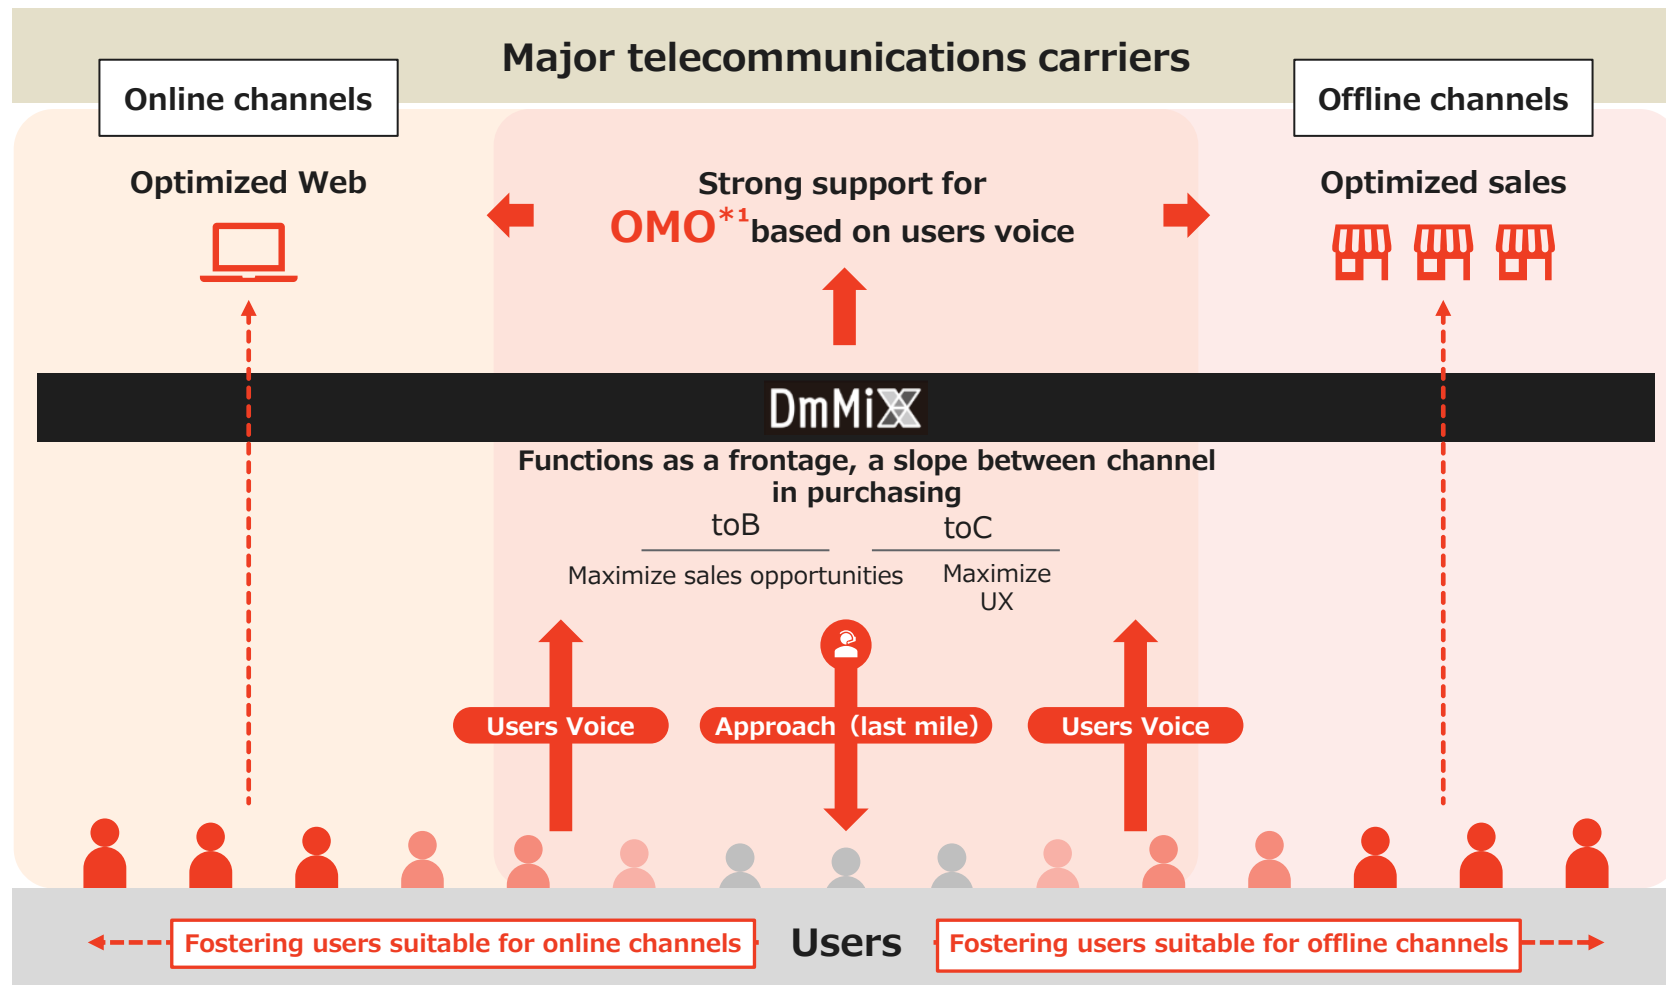 Major telecommunications carriers
Online channels
Offline channels
Optimized Web
Strong support for
OMO*1 based on users voice
Optimized sales
DmMiX
Functions as a frontage, a slope between channel
in purchasing
toB
toC
Maximize sales opportunities
Maximize
UX
Users Voice
Approach（last mile）
Users Voice
Fostering users suitable for online channels
Users
Fostering users suitable for offline channels